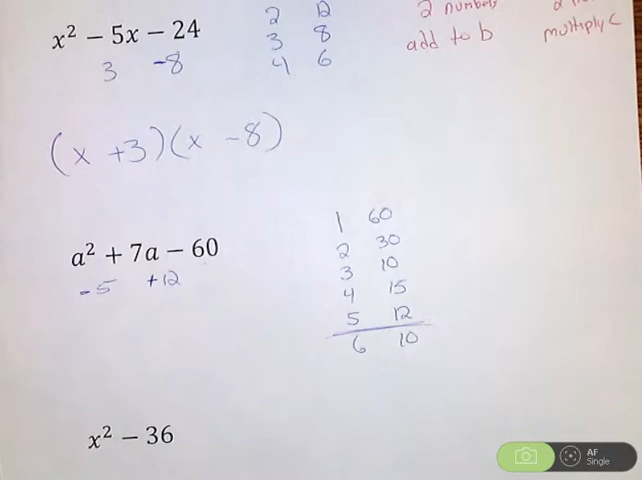 2 12
2 numbers
x² − 5x − 24
3 8
add to b
multiply c
4 6
3 -8
(x +3)(x -8)
1 60
2 30
a² + 7a − 60
3 10
-5 +12
4 15
5 12
6 10
x² − 36
AF
Single